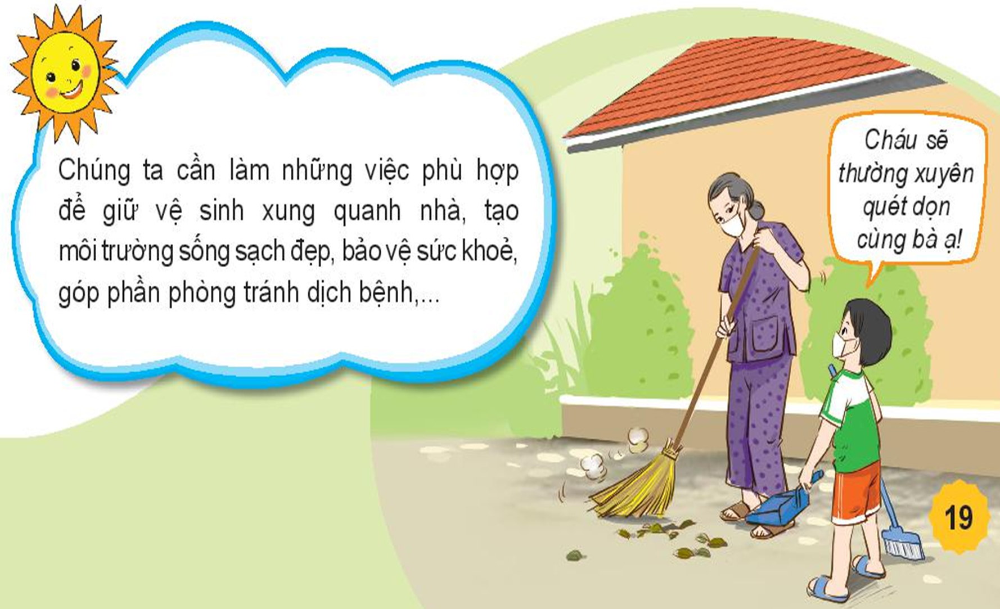 Chúng ta cần làm những việc phù hợp
để giữ vệ sinh xung quanh nhà, tạo
môi trường sống sạch đẹp, bảo vệ sức khoẻ,
góp phần phòng tránh dịch bệnh,...
Cháu sẽ
thường xuyên
quét dọn
cùng bà ạ!
19